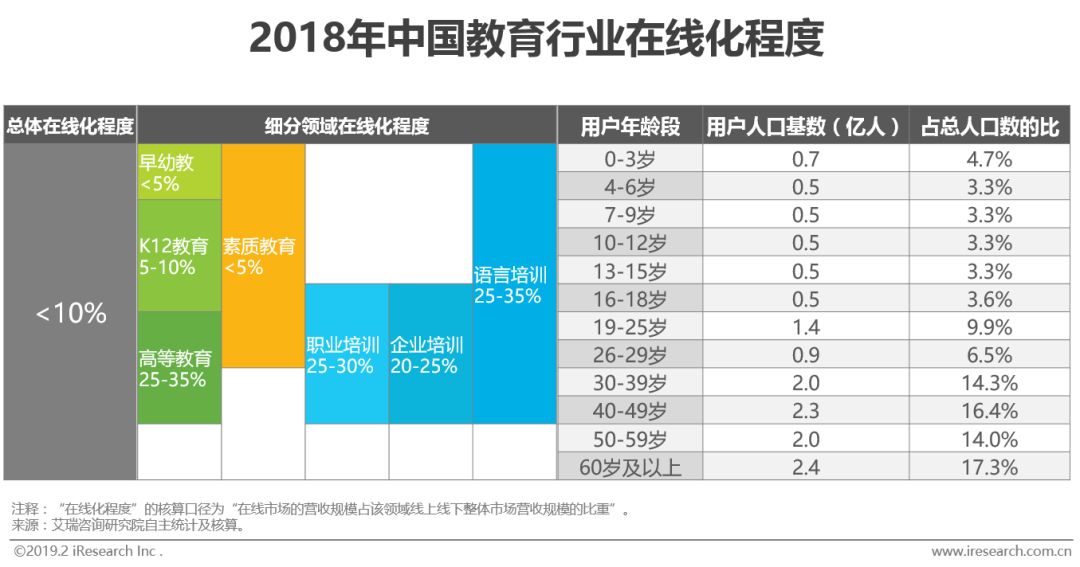 2018年中国教育行业在线化程度
总体在线化程度 细分领域在线化程度 用户年龄段 用户人口基数（亿人） 占总人口数的比
<10%
早幼教
<5%
K12教育
5-10%
高等教育
25-35%
素质教育
<5%
职业培训
25-30%
企业培训
20-25%
语言培训
25-35%
0-3岁 0.7 4.7%
4-6岁 0.5 3.3%
7-9岁 0.5 3.3%
10-12岁 0.5 3.3%
13-15岁 0.5 3.3%
16-18岁 0.5 3.6%
19-25岁 1.4 9.9%
26-29岁 0.9 6.5%
30-39岁 2.0 14.3%
40-49岁 2.3 16.4%
50-59岁 2.0 14.0%
60岁及以上 2.4 17.3%
注释：“在线化程度”的核算口径为“在线市场的营收规模占该领域线上线下整体市场营收规模的比重”。
来源：艾瑞咨询研究院自主统计及核算。
©2019.2 iResearch Inc . www.iresearch.com.cn